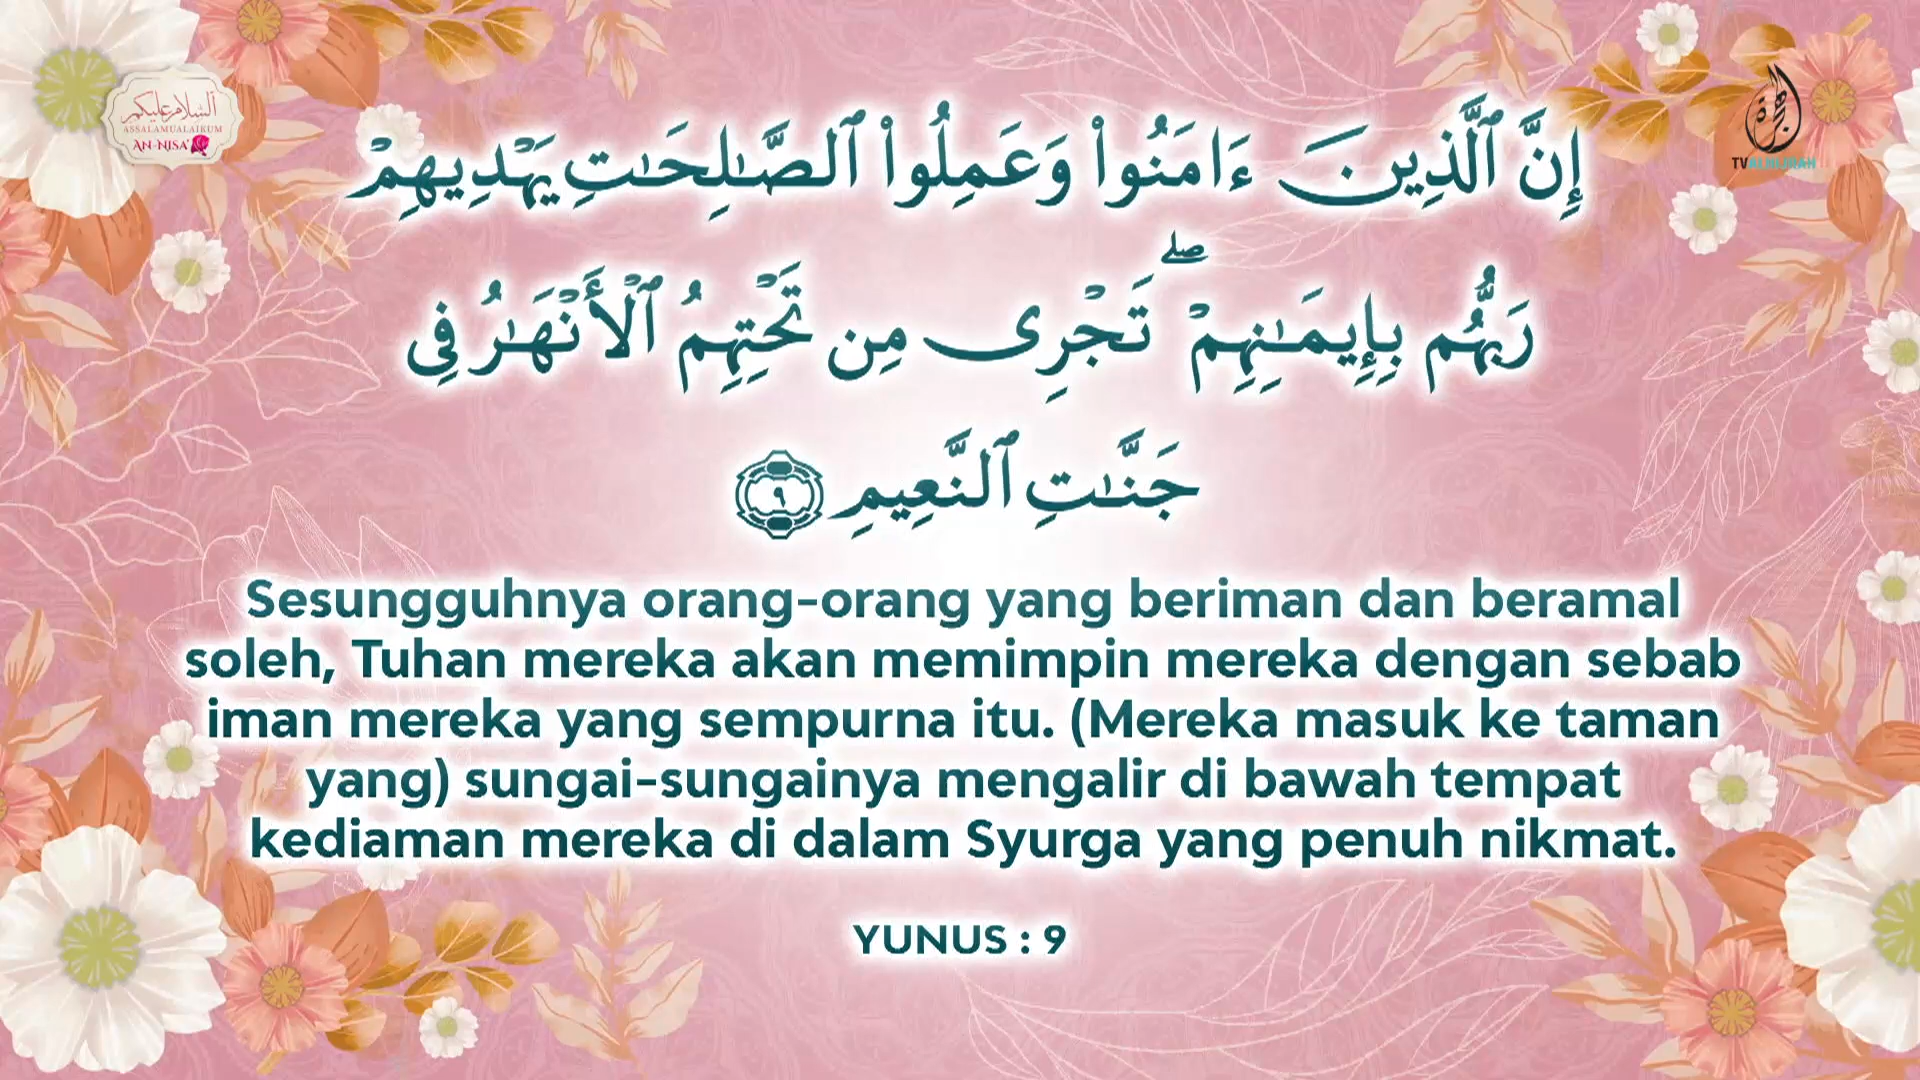 السلام عليكم
ASSALAMUALAIKUM
AN-NISA'
الهجرة
TV ALHIJRAH
إِنَّ ٱلَّذِينَ ءَامَنُوا۟ وَعَمِلُوا۟ ٱلصَّـٰلِحَـٰتِ يَهْدِيهِمْ
رَبُّهُم بِإِيمَـٰنِهِمْ ۖ تَجْرِى مِن تَحْتِهِمُ ٱلْأَنْهَـٰرُ فِى
جَنَّـٰتِ ٱلنَّعِيمِ ٩
Sesungguhnya orang-orang yang beriman dan beramal
soleh, Tuhan mereka akan memimpin mereka dengan sebab
iman mereka yang sempurna itu. (Mereka masuk ke taman
yang) sungai-sungainya mengalir di bawah tempat
kediaman mereka di dalam Syurga yang penuh nikmat.
YUNUS : 9